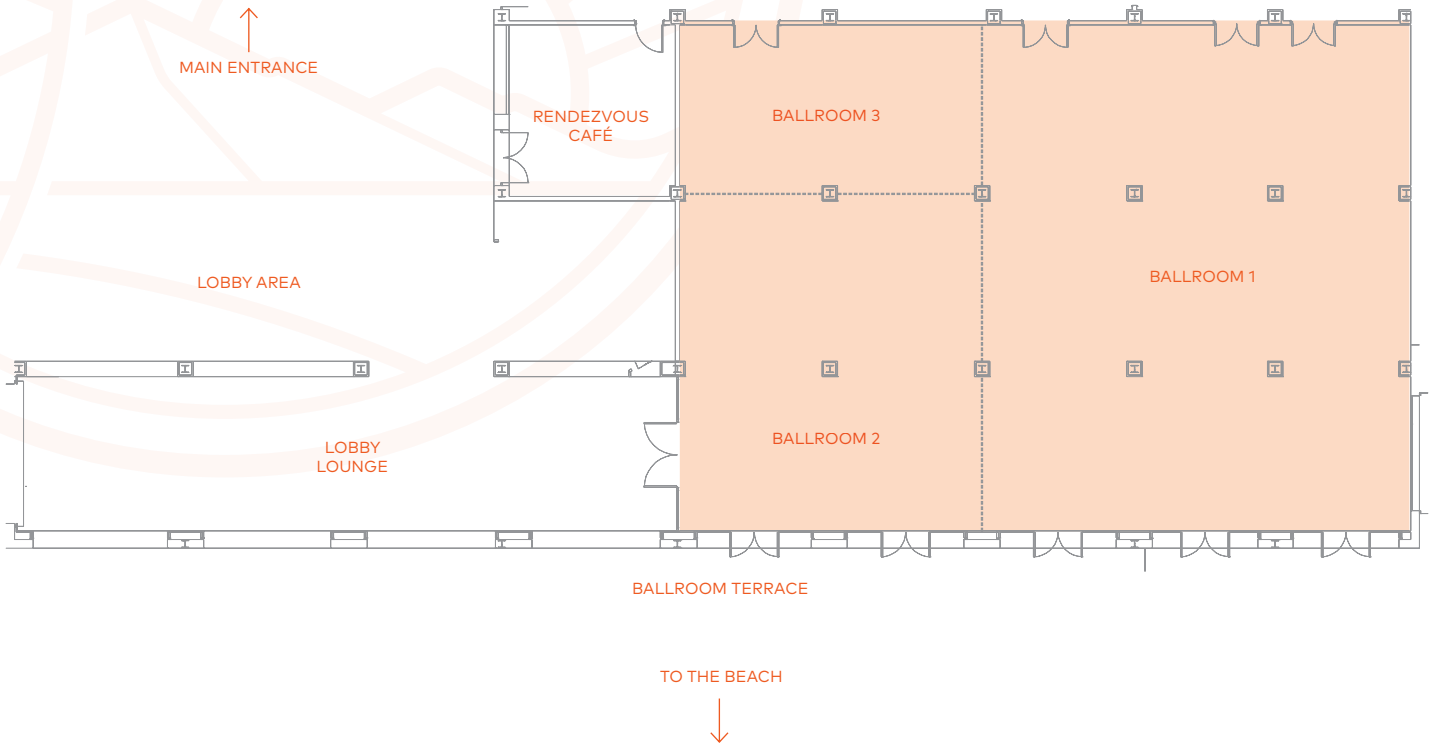 MAIN ENTRANCE
RENDEZVOUS
CAFÉ
BALLROOM 3
LOBBY AREA
BALLROOM 1
LOBBY
LOUNGE
BALLROOM 2
BALLROOM TERRACE
TO THE BEACH